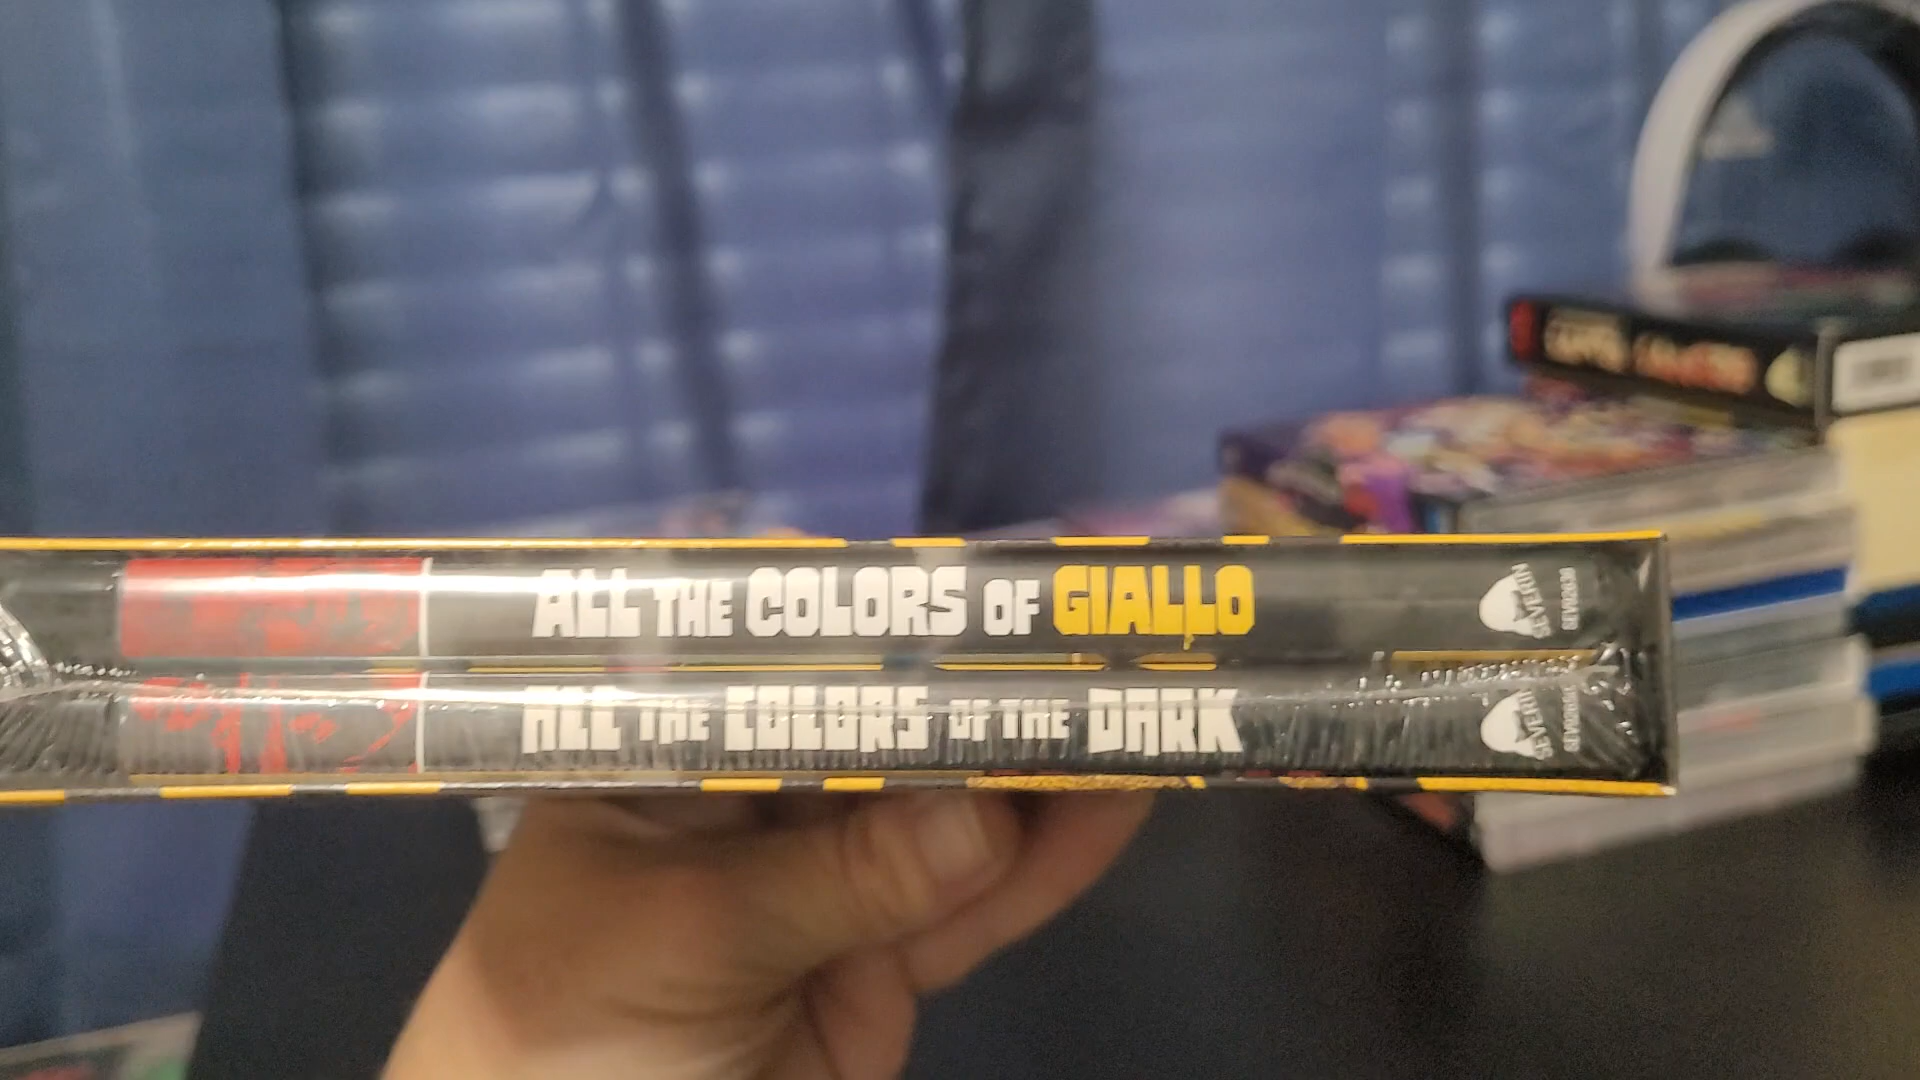 ALL THE COLORS OF GIALLO
SEVERIN
ALL THE COLORS OF THE DARK
SEVERIN